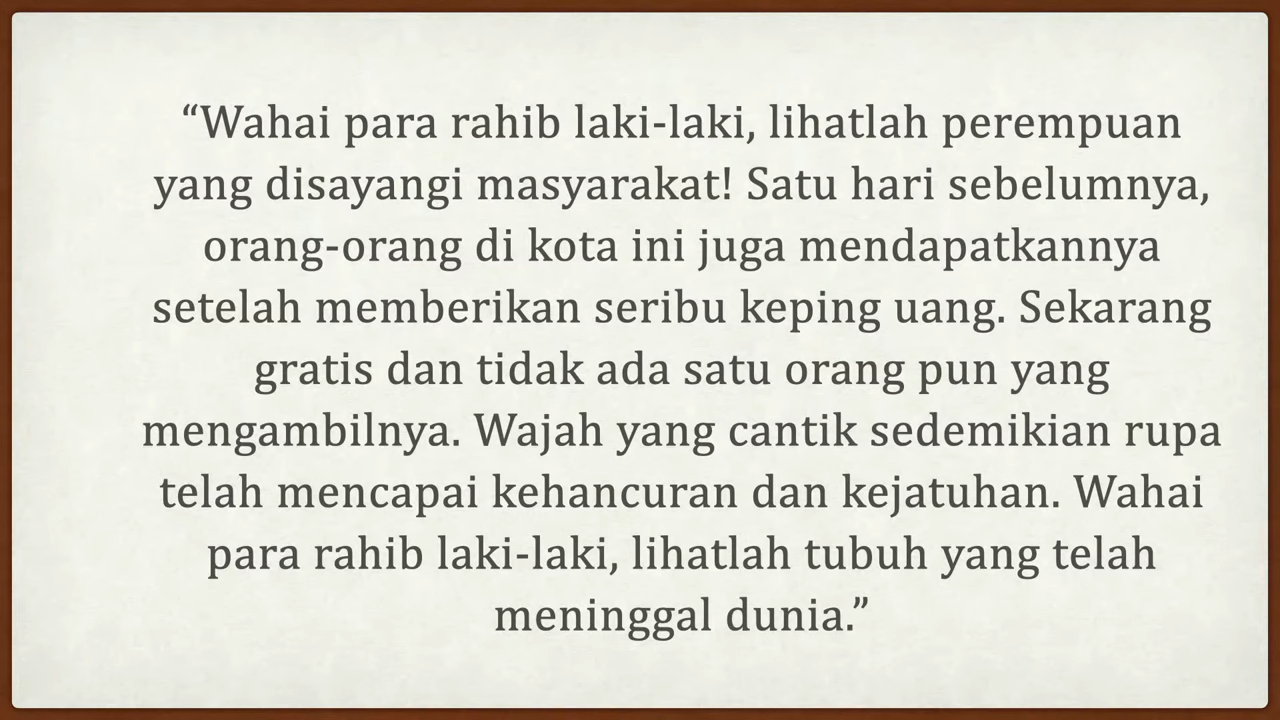 “Wahai para rahib laki-laki, lihatlah perempuan
yang disayangi masyarakat! Satu hari sebelumnya,
orang-orang di kota ini juga mendapatkannya
setelah memberikan seribu keping uang. Sekarang
gratis dan tidak ada satu orang pun yang
mengambilnya. Wajah yang cantik sedemikian rupa
telah mencapai kehancuran dan kejatuhan. Wahai
para rahib laki-laki, lihatlah tubuh yang telah
meninggal dunia.”